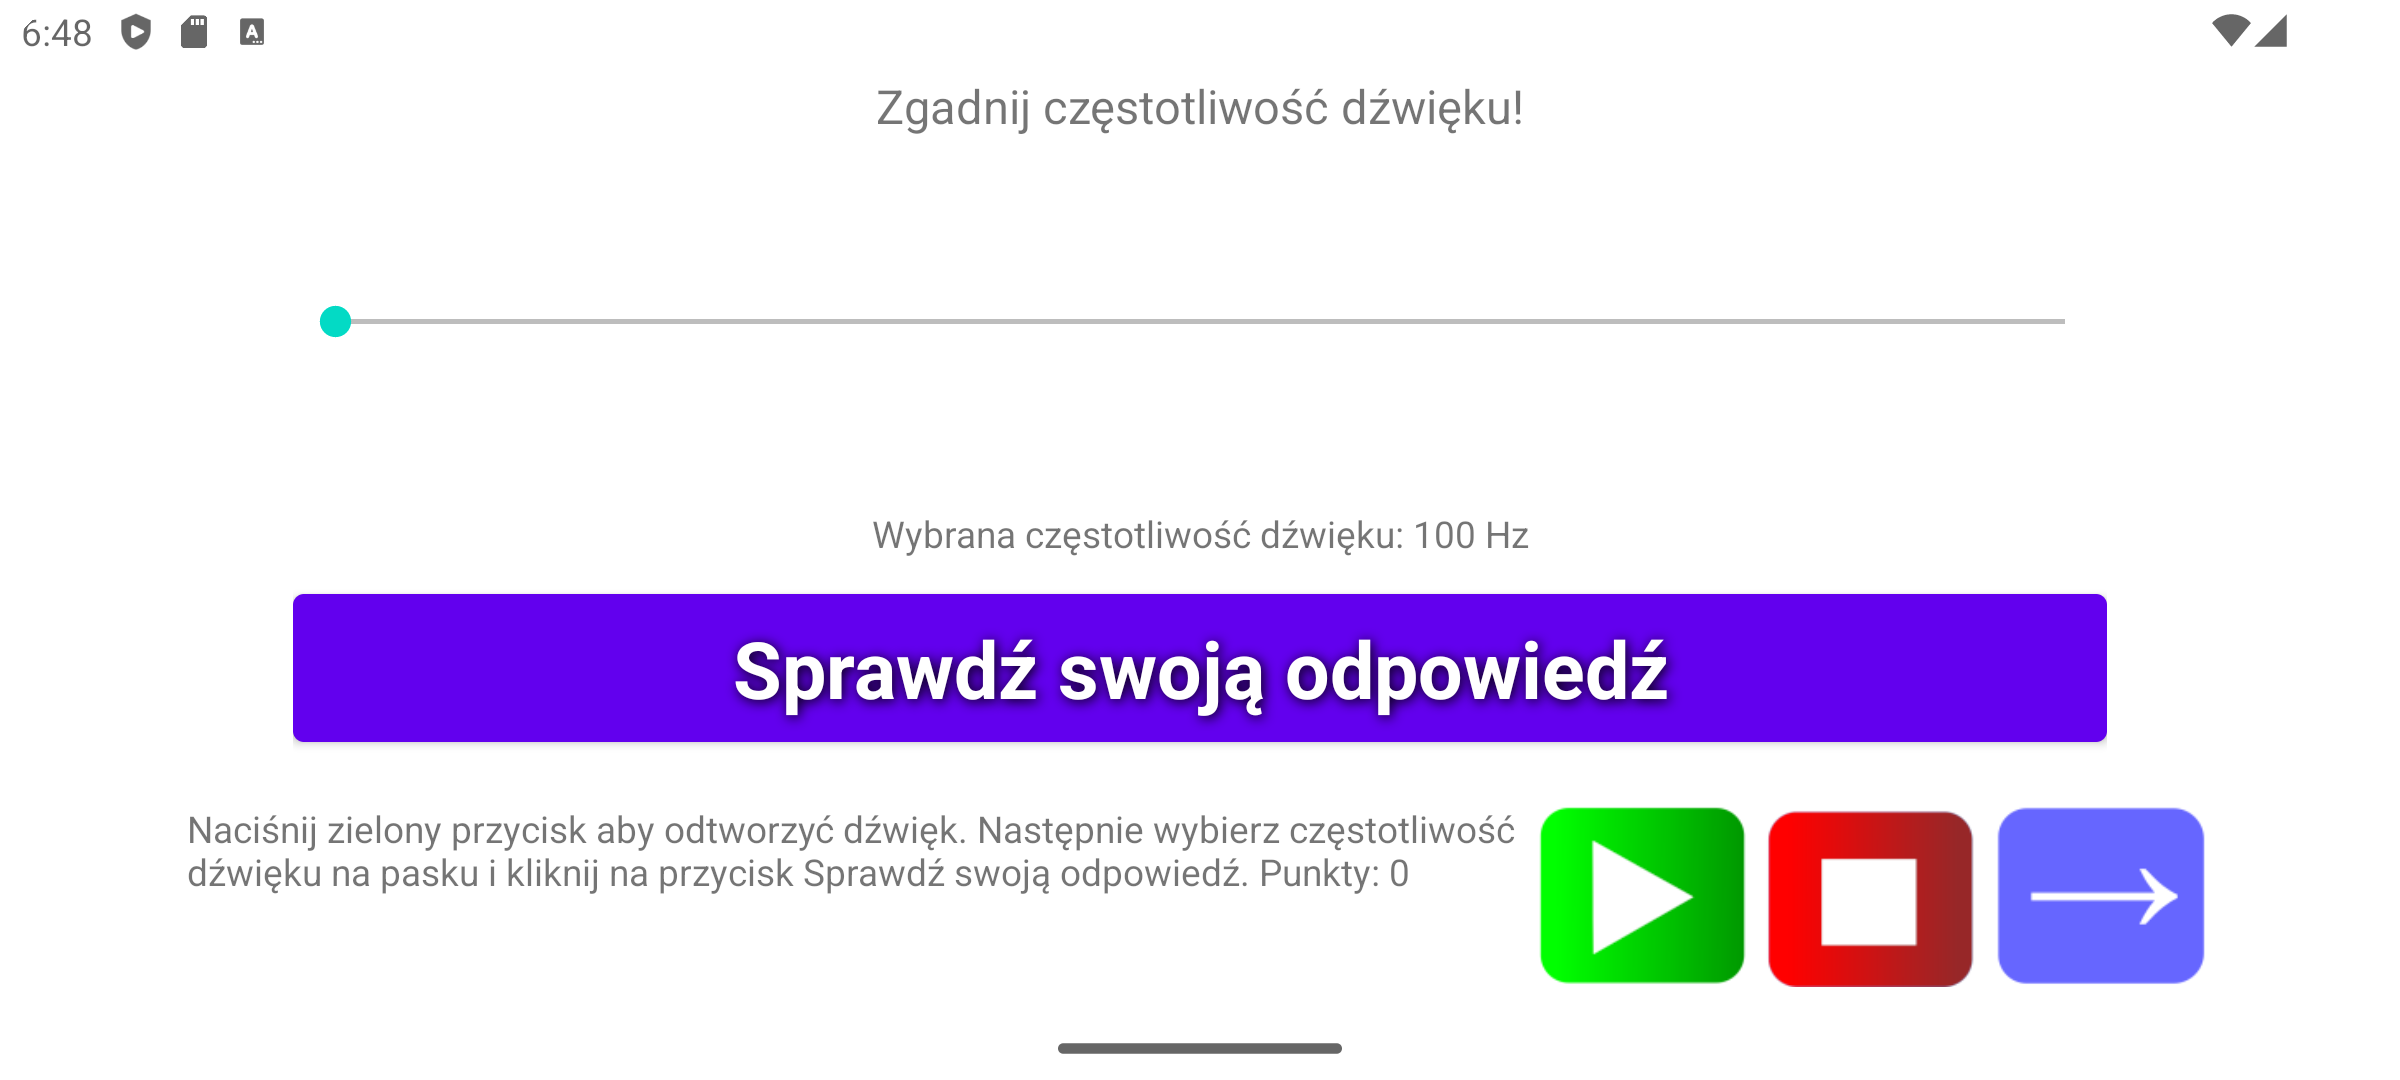 6:48
Zgadnij częstotliwość dźwięku!
Wybrana częstotliwość dźwięku: 100 Hz
Sprawdź swoją odpowiedź
Naciśnij zielony przycisk aby odtworzyć dźwięk. Następnie wybierz częstotliwość
dźwięku na pasku i kliknij na przycisk Sprawdź swoją odpowiedź. Punkty: 0